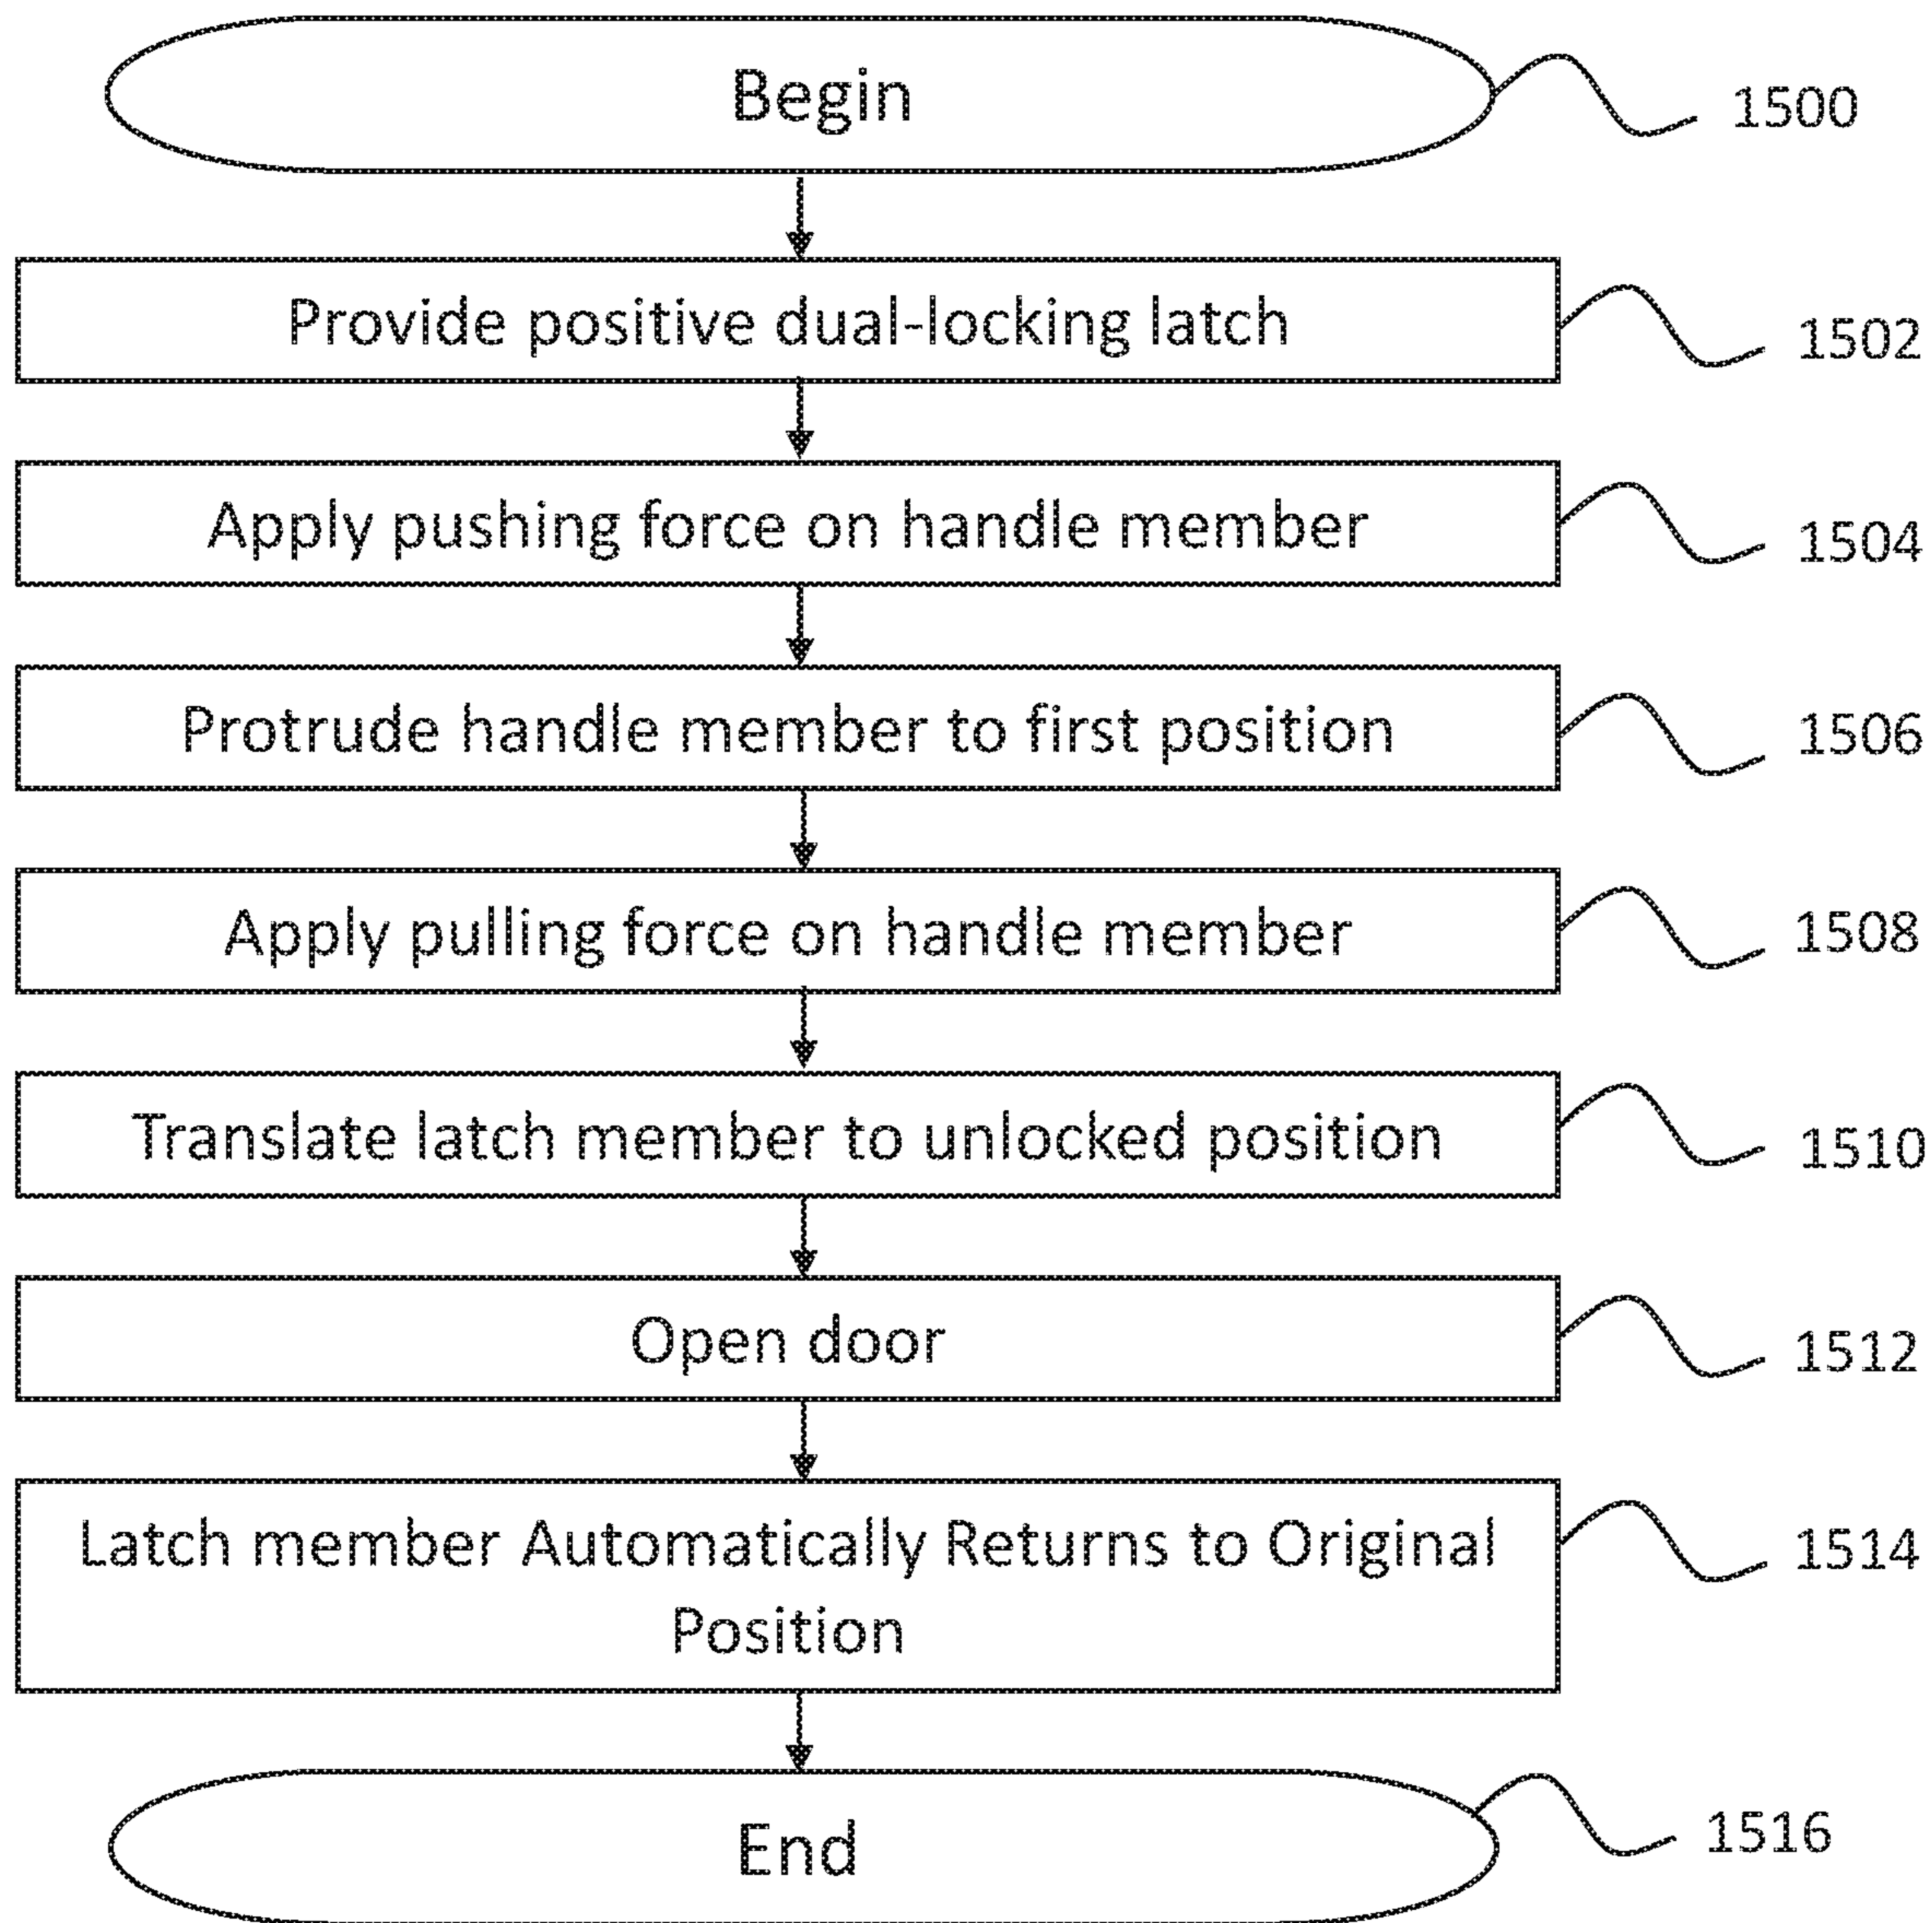 Begin
1500
Provide positive dual-locking latch
1502
Apply pushing force on handle member
1504
Protrude handle member to first position
1506
Apply pulling force on handle member
1508
Translate latch member to unlocked position
1510
Open door
1512
Latch member Automatically Returns to Original
Position
1514
End
1516